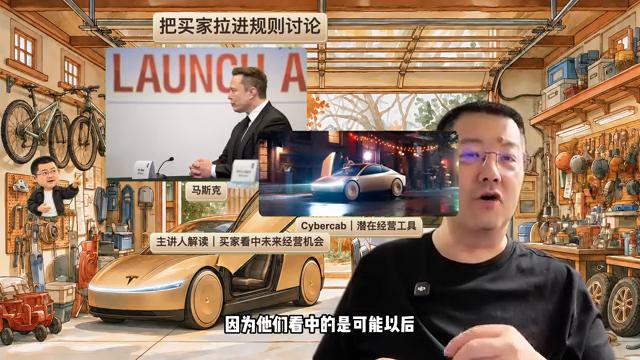 把买家拉进规则讨论
LAUNCH A
马斯克
Cybercab｜潜在经营工具
主讲人解读｜买家看中未来经营机会
因为他们看中的是可能以后